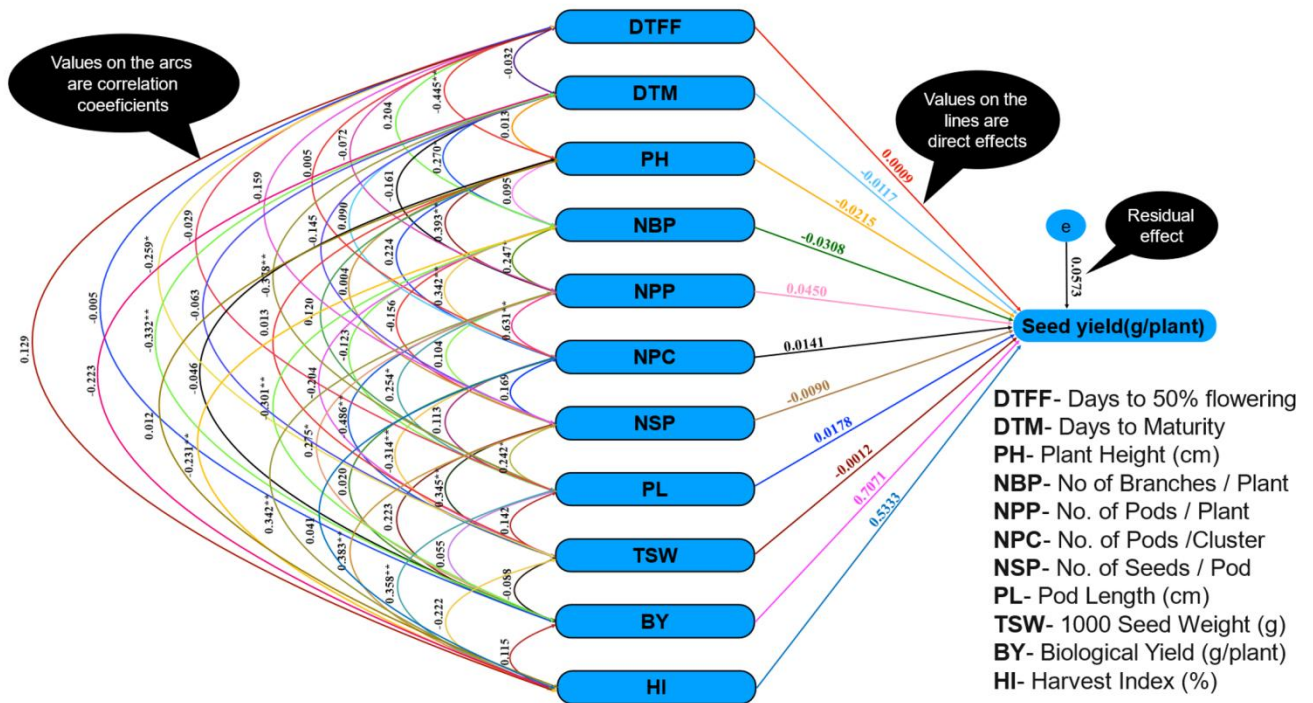 Values on the arcs
are correlation
coeeficients
DTFF
DTM
PH
NBP
NPP
NPC
NSP
PL
TSW
BY
HI
-0.032
-0.445**
0.013
0.204
0.270*
0.095
-0.072
-0.161
0.393**
0.247*
0.005
0.090
0.224
0.342**
0.631**
-0.159
-0.145
0.004
-0.156
0.104
0.169
-0.029
-0.378**
0.120
-0.123
0.254*
0.113
0.242*
-0.259*
-0.063
0.013
-0.204
-0.486**
-0.314**
0.345**
-0.142
-0.005
-0.332**
-0.046
-0.301**
0.275*
0.020
0.223
0.055
-0.088
0.129
-0.223
0.012
-0.231**
0.342**
0.041
0.383**
0.358**
-0.222
0.115
Values on the
lines are
direct effects
0.0009
-0.0117
-0.0215
-0.0308
0.0450
0.0141
-0.0090
0.0178
-0.0012
0.7071
0.5333
e
0.0573
Residual
effect
Seed yield(g/plant)
DTFF- Days to 50% flowering
DTM- Days to Maturity
PH- Plant Height (cm)
NBP- No of Branches / Plant
NPP- No. of Pods / Plant
NPC- No. of Pods /Cluster
NSP- No. of Seeds / Pod
PL- Pod Length (cm)
TSW- 1000 Seed Weight (g)
BY- Biological Yield (g/plant)
HI- Harvest Index (%)